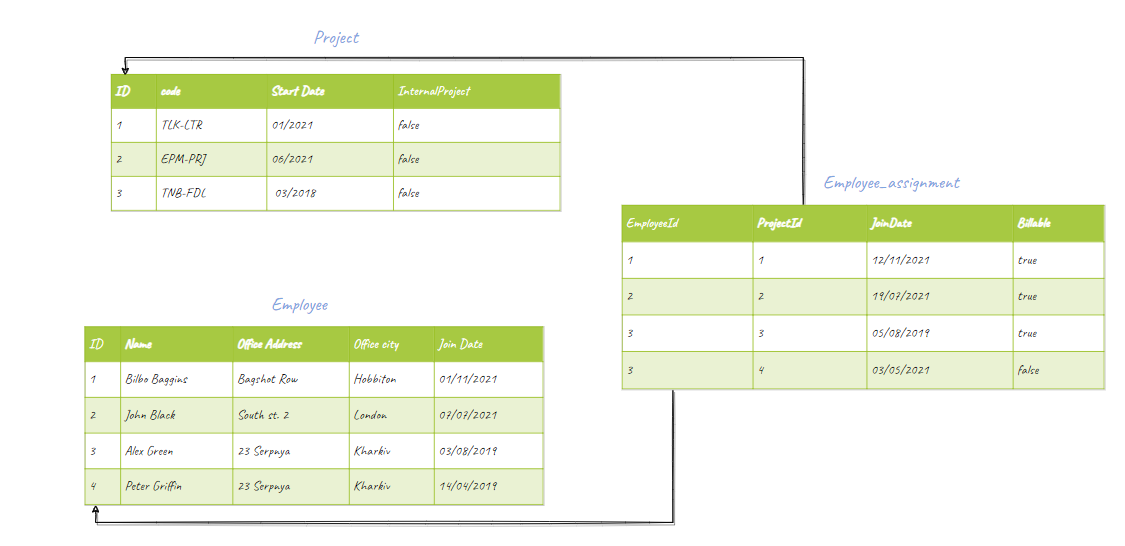 Project
ID code Start Date InternalProject
1 TLK-LTR 01/2021 false
2 EPM-PRJ 06/2021 false
3 TNB-FDL 03/2018 false
Employee_assignment
EmployeeId ProjectId JoinDate Billable
1 1 12/11/2021 true
2 2 19/07/2021 true
3 3 05/08/2019 true
3 4 03/05/2021 false
Employee
ID Name Office Address Office city Join Date
1 Bilbo Baggins Bagshot Row Hobbiton 01/11/2021
2 John Black South st. 2 London 07/07/2021
3 Alex Green 23 Serpnya Kharkiv 03/08/2019
4 Peter Griffin 23 Serpnya Kharkiv 14/04/2019